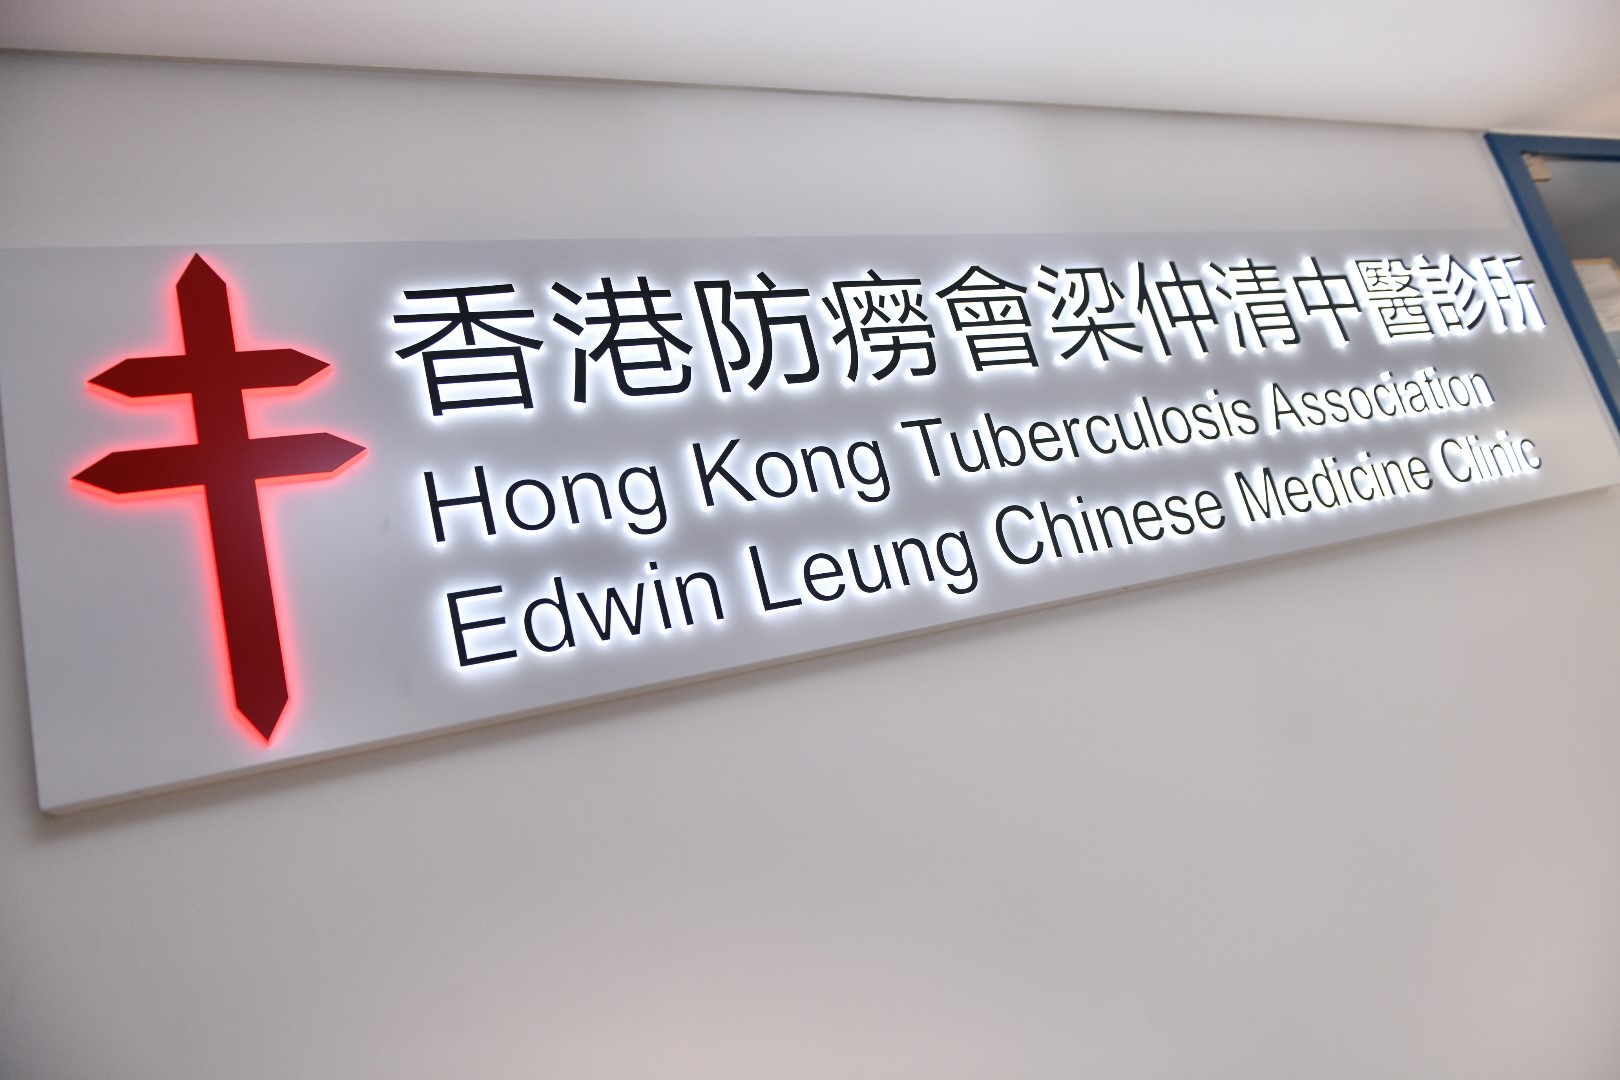 香港防癆會梁仲清中醫診所
Hong Kong Tuberculosis Association
Edwin Leung Chinese Medicine Clinic